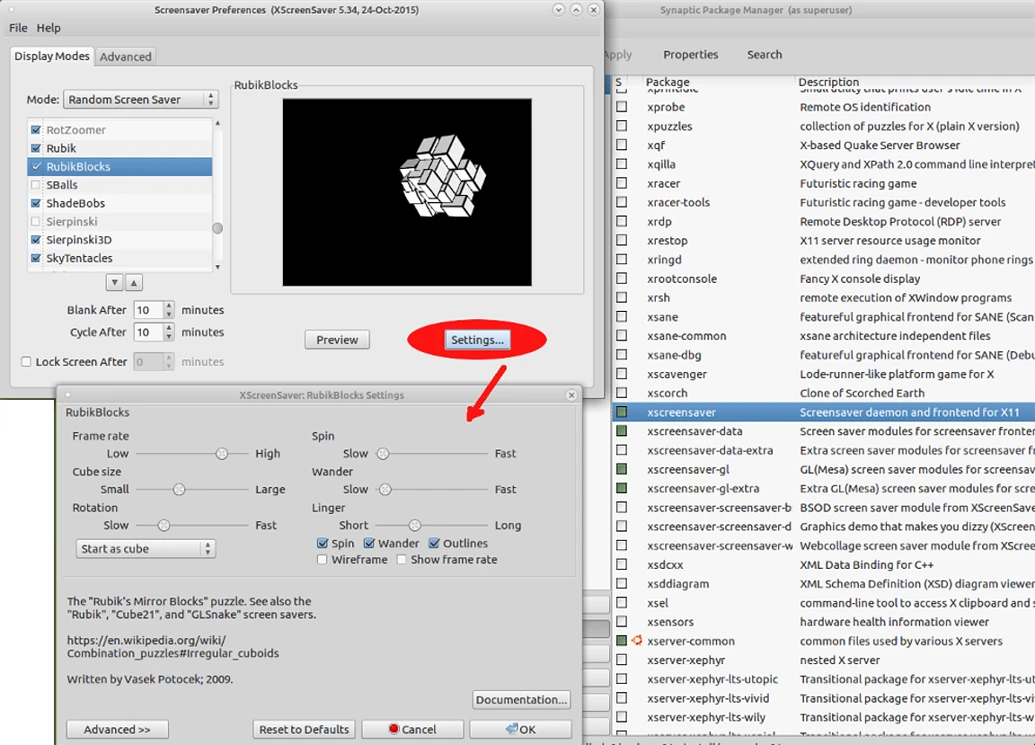 Screensaver Preferences (XScreenSaver 5.34, 24-Oct-2015)
File Help
Display Modes Advanced
Mode: Random Screen Saver
RotZoomer
Rubik
RubikBlocks
SBalls
ShadeBobs
Sierpinski
Sierpinski3D
SkyTentacles
Blank After 10 minutes
Cycle After 10 minutes
Lock Screen After 0 minutes
RubikBlocks
Preview
Settings...
XScreenSaver: RubikBlocks Settings
RubikBlocks
Frame rate
Low High
Cube size
Small Large
Rotation
Slow Fast
Start as cube
Spin
Slow Fast
Wander
Slow Fast
Linger
Short Long
Spin Wander Outlines
Wireframe Show frame rate
The "Rubik's Mirror Blocks" puzzle. See also the
"Rubik", "Cube21", and "GLSnake" screen savers.
https://en.wikipedia.org/wiki/
Combination_puzzles#Irregular_cuboids
Written by Vasek Potocek; 2009.
Documentation...
Advanced >> Reset to Defaults Cancel OK
Synaptic Package Manager (as superuser)
Apply Properties Search
S Package Description
xprintidle Small utility that prints user's idle time in X
xprobe Remote OS identification
xpuzzles collection of puzzles for X (plain X version)
xqf X-based Quake Server Browser
xqilla XQuery and XPath 2.0 command line interpret
xracer Futuristic racing game
xracer-tools Futuristic racing game - developer tools
xrdp Remote Desktop Protocol (RDP) server
xrestop X11 server resource usage monitor
xringd extended ring daemon - monitor phone rings
xrootconsole Fancy X console display
xrsh remote execution of XWindow programs
xsane featureful graphical frontend for SANE (Scan
xsane-common xsane architecture independent files
xsane-dbg featureful graphical frontend for SANE (Debu
xscavenger Lode-runner-like platform game for X
xscorch Clone of Scorched Earth
xscreensaver Screensaver daemon and frontend for X11
xscreensaver-data Screen saver modules for screensaver fronten
xscreensaver-data-extra Extra screen saver modules for screensaver f
xscreensaver-gl GL(Mesa) screen saver modules for screensav
xscreensaver-gl-extra Extra GL(Mesa) screen saver modules for scre
xscreensaver-screensaver-b BSOD screen saver module from XScreenSa
xscreensaver-screensaver-d Graphics demo that makes you dizzy (XScreen
xscreensaver-screensaver-w Webcollage screen saver module from XScree
xsdcxx XML Data Binding for C++
xsddiagram XML Schema Definition (XSD) diagram viewer
xsel command-line tool to access X clipboard and s
xsensors hardware health information viewer
xserver-common common files used by various X servers
xserver-xephyr nested X server
xserver-xephyr-lts-utopic Transitional package for xserver-xephyr-lts-ut
xserver-xephyr-lts-vivid Transitional package for xserver-xephyr-lts-vi
xserver-xephyr-lts-wily Transitional package for xserver-xephyr-lts-wi